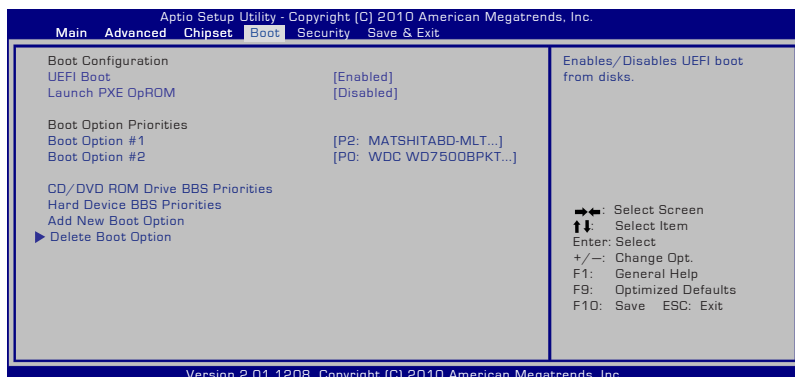 Aptio Setup Utility - Copyright (C) 2010 American Megatrends, Inc.
Main Advanced Chipset Boot Security Save & Exit
Boot Configuration
UEFI Boot [Enabled]
Launch PXE OpROM [Disabled]
Boot Option Priorities
Boot Option #1 [P2: MATSHITABD-MLT...]
Boot Option #2 [P0: WDC WD7500BPKT...]
CD/DVD ROM Drive BBS Priorities
Hard Device BBS Priorities
Add New Boot Option
Delete Boot Option
Enables/Disables UEFI boot
from disks.
→←: Select Screen
↑↓: Select Item
Enter: Select
+/—: Change Opt.
F1: General Help
F9: Optimized Defaults
F10: Save ESC: Exit
Version 2.01.1208. Copyright (C) 2010 American Megatrends, Inc.